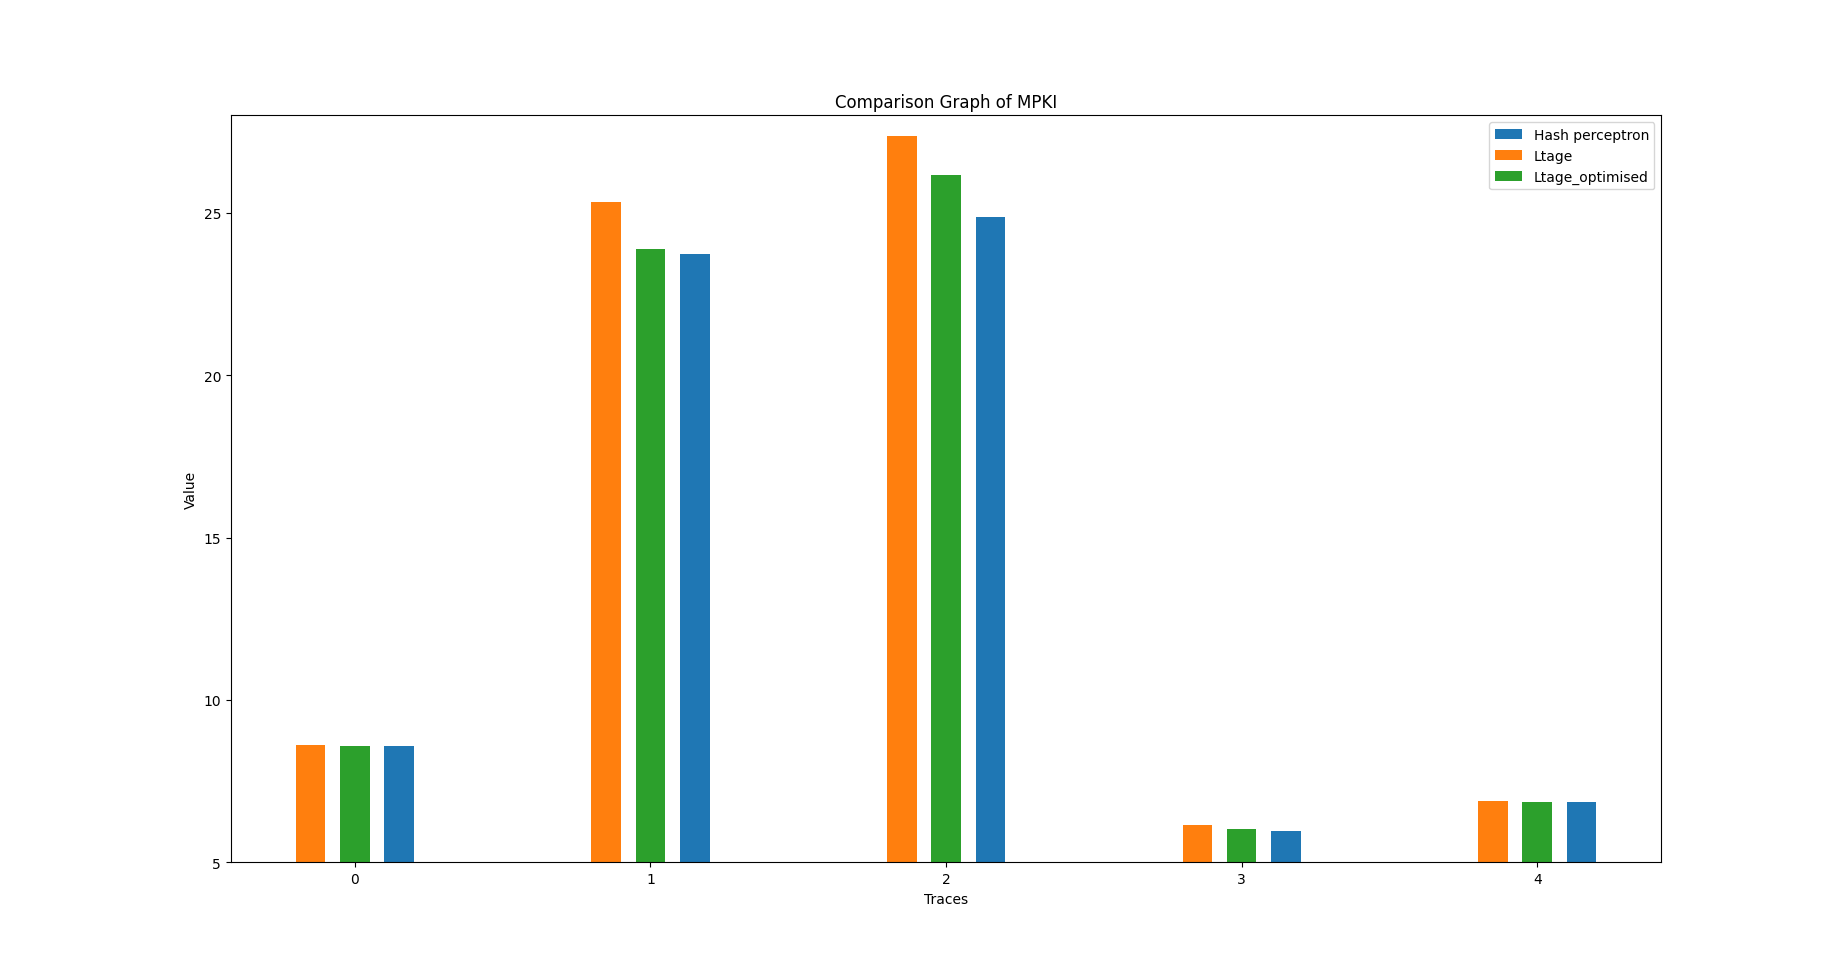 Comparison Graph of MPKI
Hash perceptron
Ltage
Ltage_optimised
Value
25
20
15
10
5
0 1 2 3 4
Traces